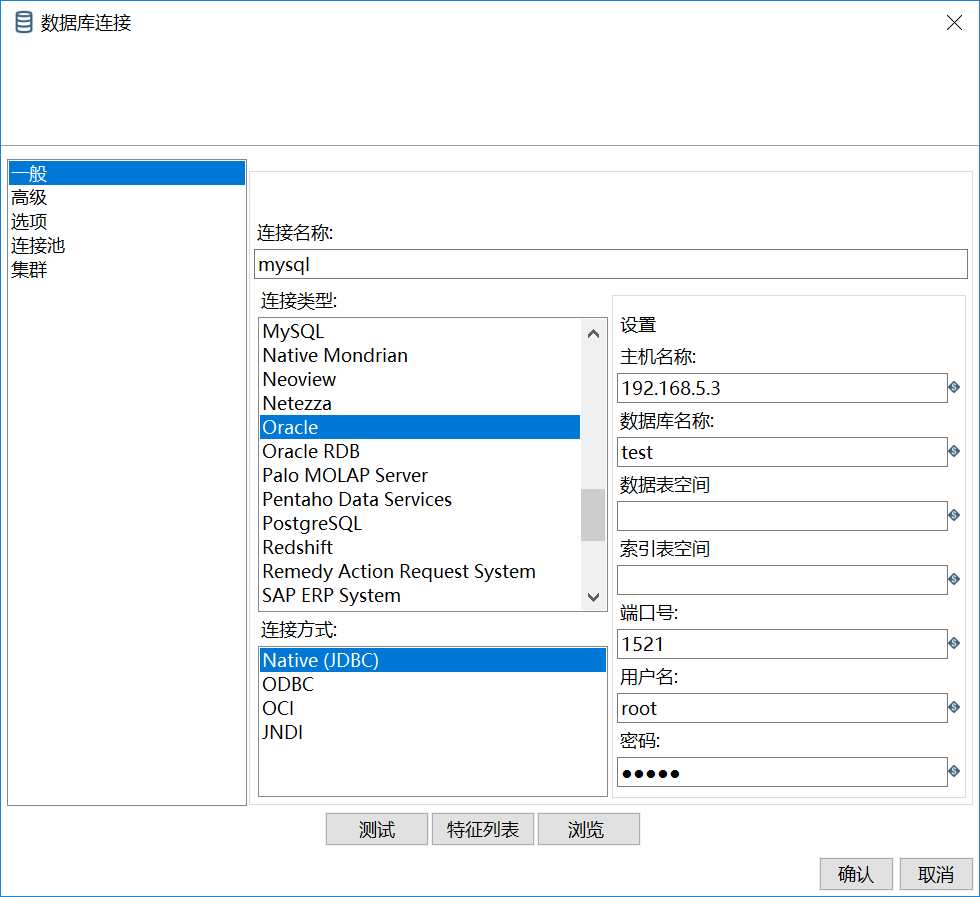 数据库连接
一般
高级
选项
连接池
集群
连接名称:
mysql
连接类型:
MySQL
Native Mondrian
Neoview
Netezza
Oracle
Oracle RDB
Palo MOLAP Server
Pentaho Data Services
PostgreSQL
Redshift
Remedy Action Request System
SAP ERP System
连接方式:
Native (JDBC)
ODBC
OCI
JNDI
设置
主机名称:
192.168.5.3
数据库名称:
test
数据表空间
索引表空间
端口号:
1521
用户名:
root
密码:
●●●●●
测试
特征列表
浏览
确认
取消